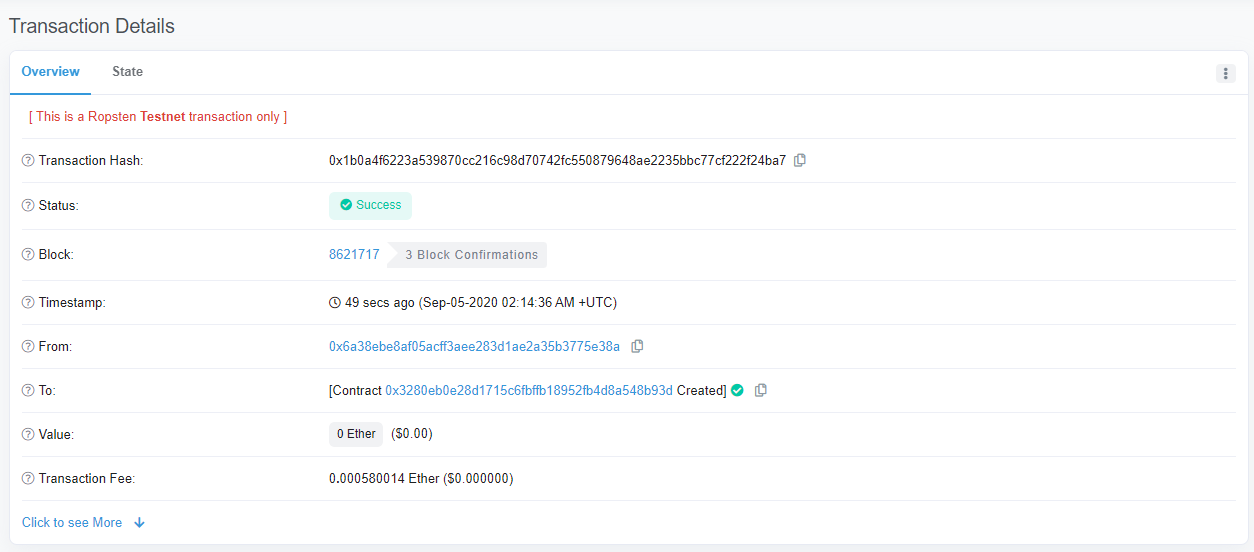 Transaction Details
Overview State
[ This is a Ropsten Testnet transaction only ]
Transaction Hash: 0x1b0a4f6223a539870cc216c98d70742fc550879648ae2235bbc77cf222f24ba7
Status: Success
Block: 8621717 3 Block Confirmations
Timestamp: 49 secs ago (Sep-05-2020 02:14:36 AM +UTC)
From: 0x6a38ebe8af05acff3aee283d1ae2a35b3775e38a
To: [Contract 0x3280eb0e28d1715c6fbffb18952fb4d8a548b93d Created]
Value: 0 Ether ($0.00)
Transaction Fee: 0.000580014 Ether ($0.000000)
Click to see More